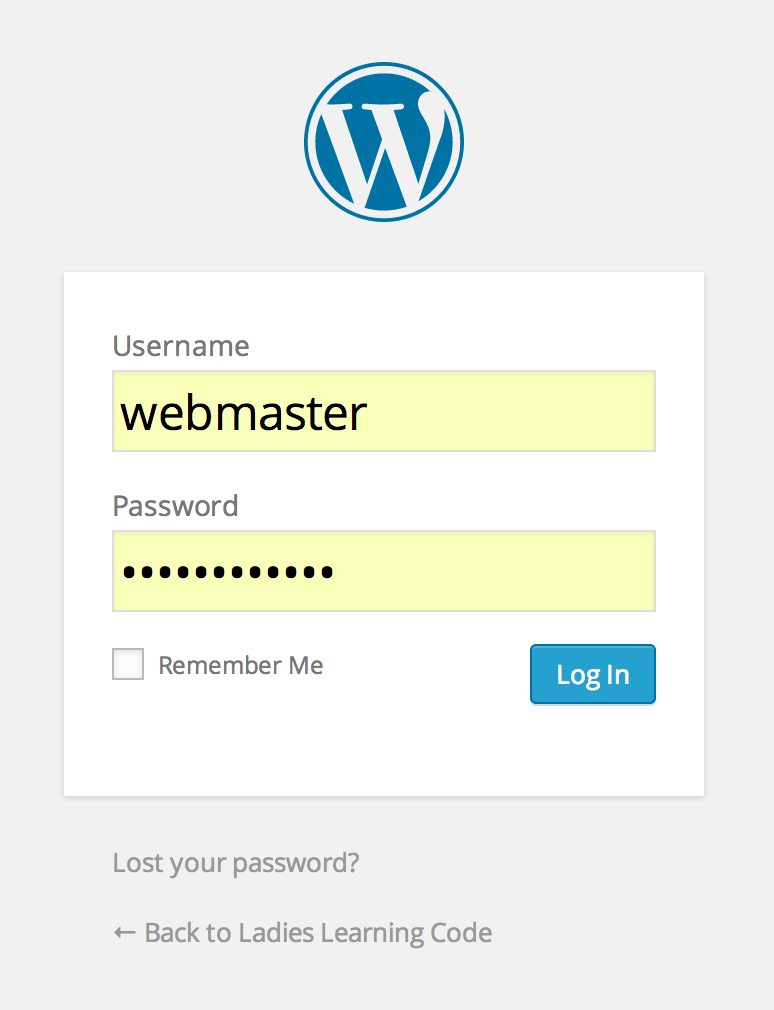 Username
webmaster
Password
••••••••••••
Remember Me
Log In
Lost your password?
← Back to Ladies Learning Code